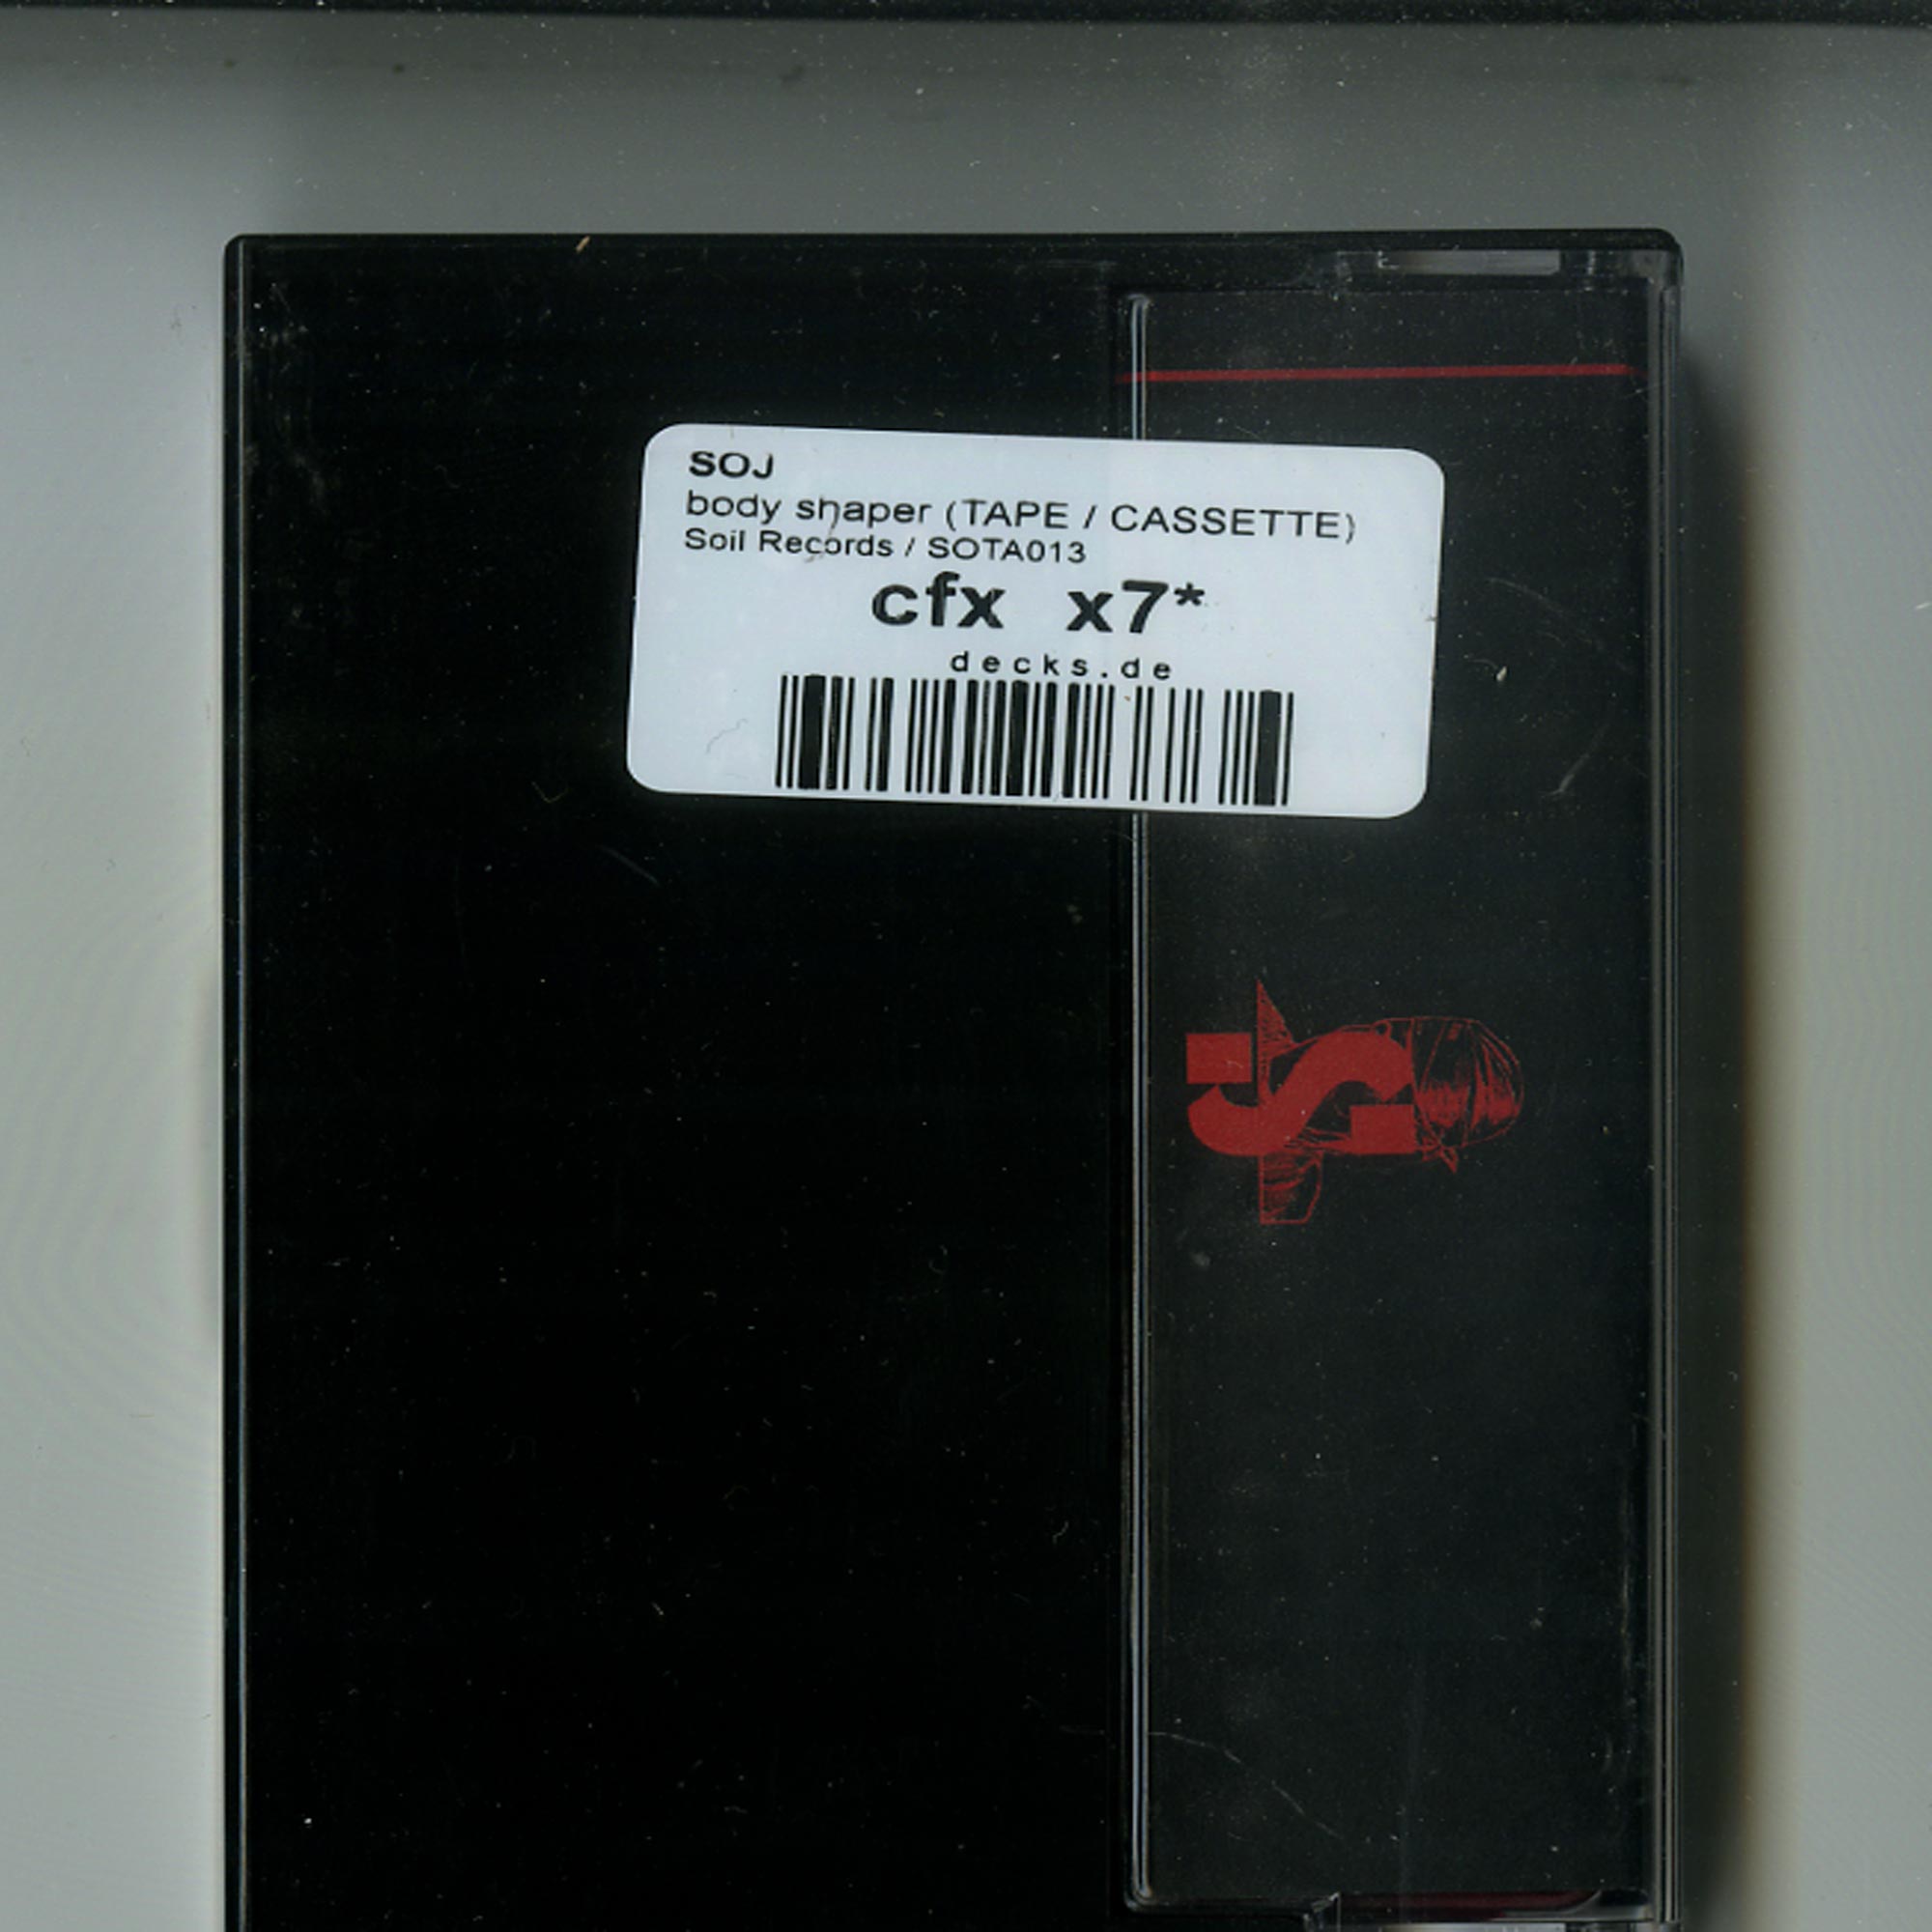 SOJ
body shaper (TAPE / CASSETTE)
Soil Records / SOTA013
cfx x7*
decks.de